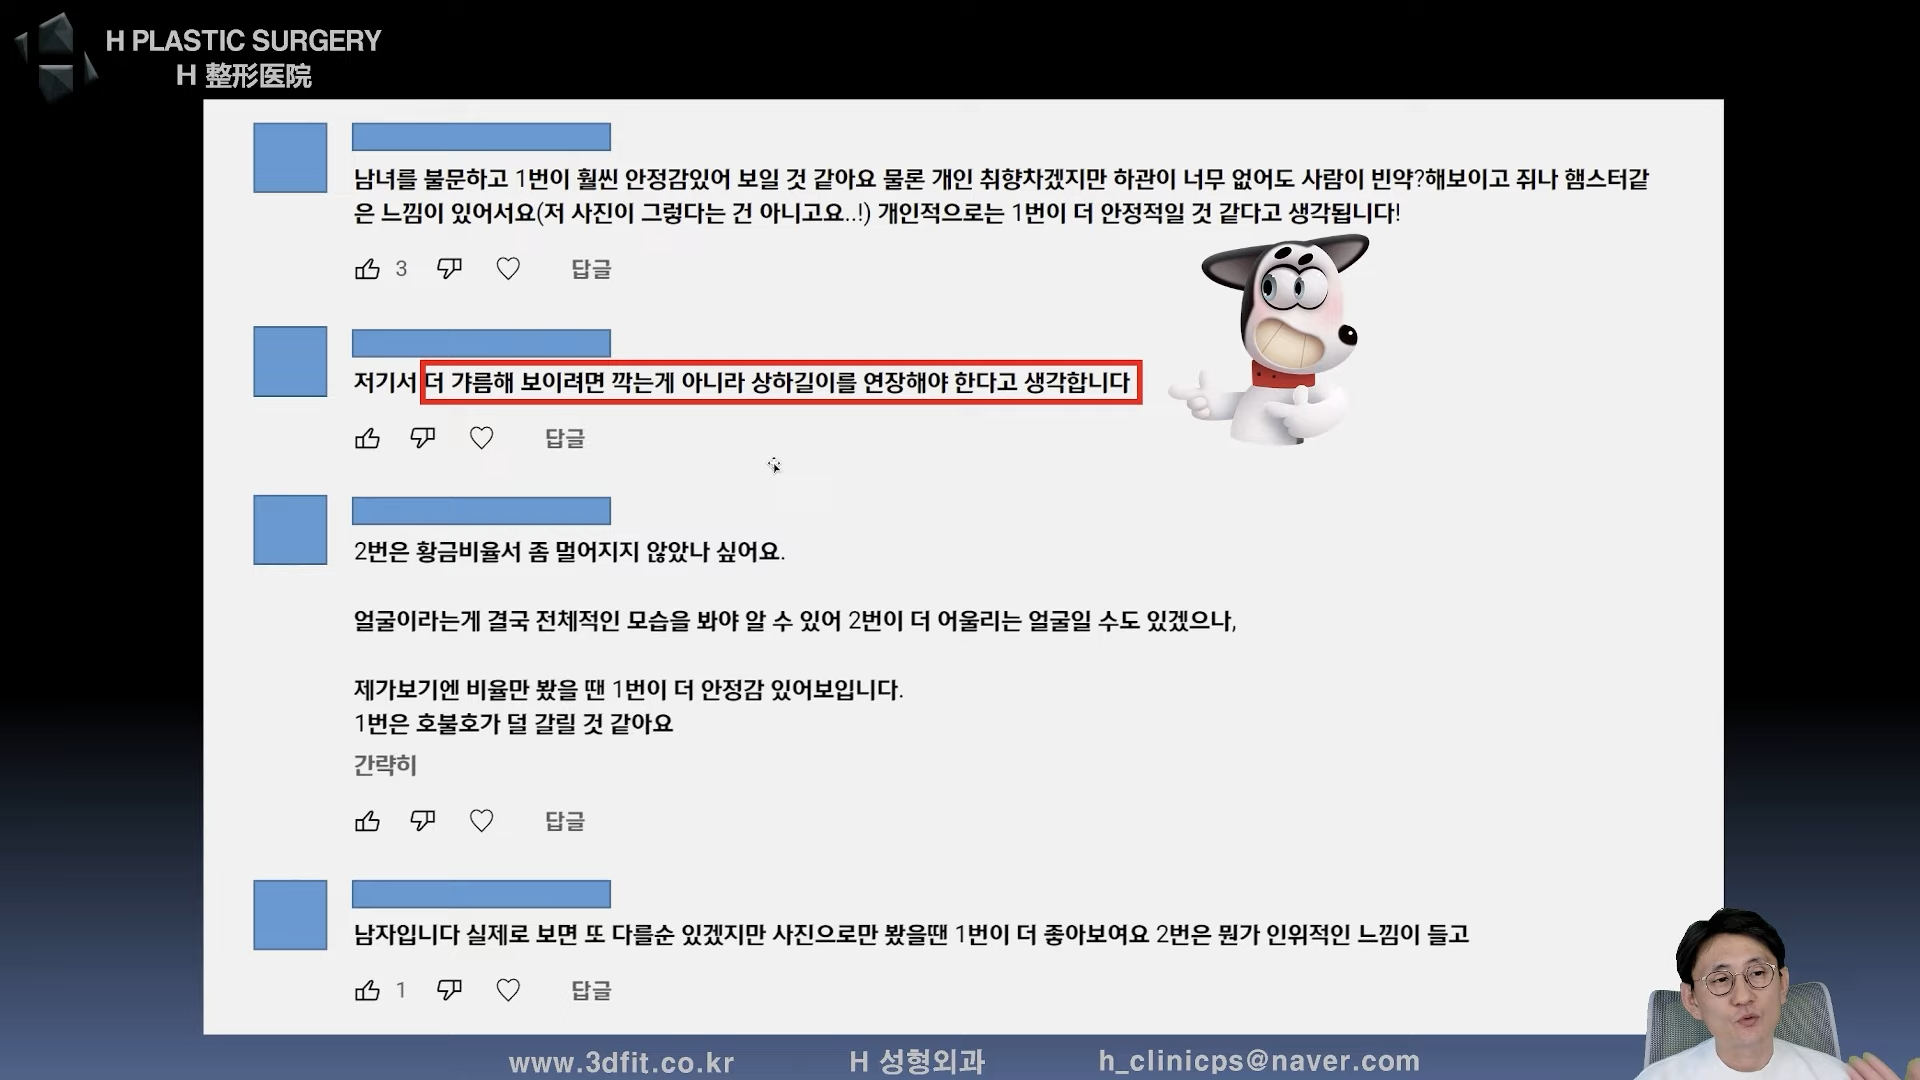 H PLASTIC SURGERY
H 整形医院
남녀를 불문하고 1번이 훨씬 안정감있어 보일 것 같아요 물론 개인 취향차겠지만 하관이 너무 없어도 사람이 빈약?해보이고 쥐나 햄스터같
은 느낌이 있어서요(저 사진이 그렇다는 건 아니고요..!) 개인적으로는 1번이 더 안정적일 것 같다고 생각됩니다!
3 답글
저기서 더 갸름해 보이려면 깍는게 아니라 상하길이를 연장해야 한다고 생각합니다
답글
2번은 황금비율서 좀 멀어지지 않았나 싶어요.
얼굴이라는게 결국 전체적인 모습을 봐야 알 수 있어 2번이 더 어울리는 얼굴일 수도 있겠으나,
제가보기엔 비율만 봤을 땐 1번이 더 안정감 있어보입니다.
1번은 호불호가 덜 갈릴 것 같아요
간략히
답글
남자입니다 실제로 보면 또 다를순 있겠지만 사진으로만 봤을땐 1번이 더 좋아보여요 2번은 뭔가 인위적인 느낌이 들고
1 답글
www.3dfit.co.kr H 성형외과 h_clinicps@naver.com